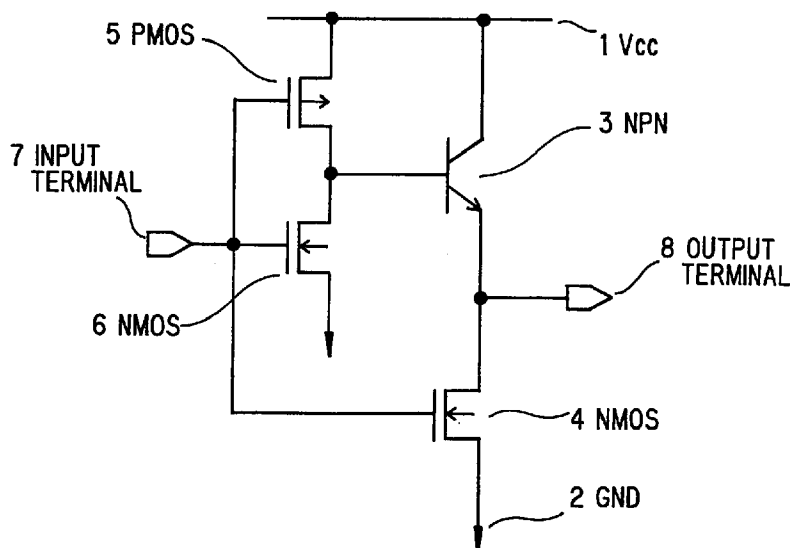 5 PMOS
1 Vcc
3 NPN
7 INPUT
TERMINAL
8 OUTPUT
TERMINAL
6 NMOS
4 NMOS
2 GND